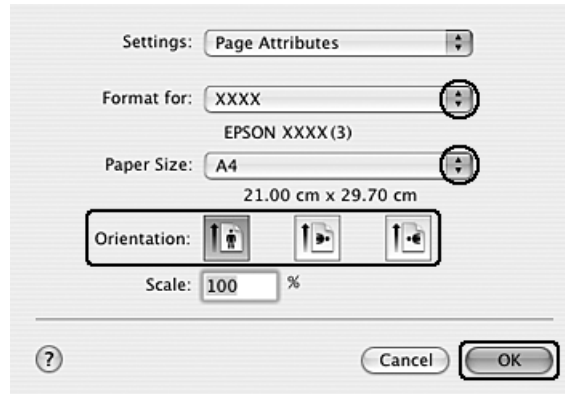 Settings: Page Attributes
Format for: XXXX
EPSON XXXX(3)
Paper Size: A4
21.00 cm x 29.70 cm
Orientation:
Scale: 100 %
? Cancel OK